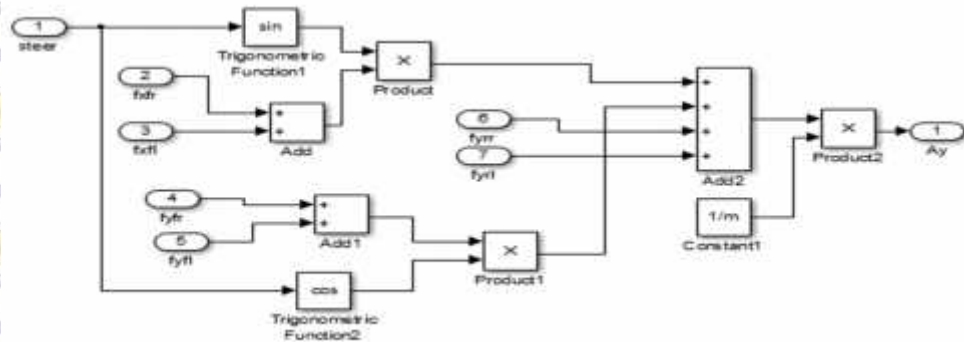 1
steer
sin
Trigonometric
Function1
2
fxfr
3
fxfl
+
+
Add
×
Product
4
fyfr
5
fyfl
+
+
Add1
cos
Trigonometric
Function2
×
Product1
6
fyrr
7
fyrl
+
+
+
+
Add2
1/m
Constant1
×
Product2
1
Ay